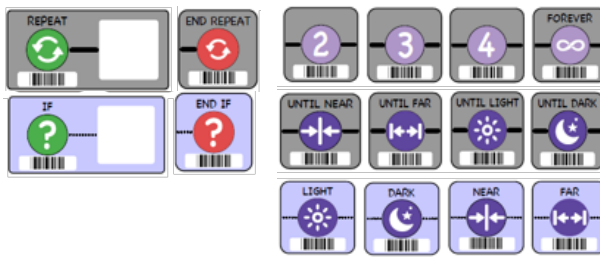 REPEAT
END REPEAT
2
3
4
FOREVER
IF
END IF
?
?
UNTIL NEAR
UNTIL FAR
UNTIL LIGHT
UNTIL DARK
LIGHT
DARK
NEAR
FAR